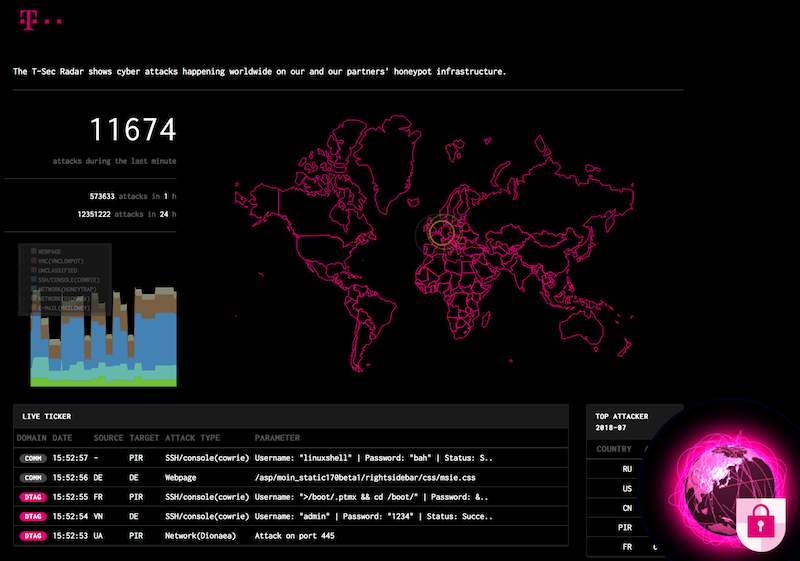 T
The T-Sec Radar shows cyber attacks happening worldwide on our and our partners' honeypot infrastructure.
11674
attacks during the last minute
573633 attacks in 1 h
12351222 attacks in 24 h
WEBPAGE
VNC(VNCLOWPOT)
UNCLASSIFIED
SSH/CONSOLE(COWRIE)
NETWORK(HONEYTRAP)
NETWORK(DIONAEA)
E-MAIL(MAILONEY)
LIVE TICKER
DOMAIN DATE SOURCE TARGET ATTACK TYPE PARAMETER
COMM 15:52:57 - PIR SSH/console(cowrie) Username: "linuxshell" | Password: "bah" | Status: S..
COMM 15:52:56 DE DE Webpage /asp/moin_static170beta1/rightsidebar/css/msie.css
DTAG 15:52:55 FR PIR SSH/console(cowrie) Username: ">/boot/.ptmx && cd /boot/" | Password: &..
DTAG 15:52:54 VN DE SSH/console(cowrie) Username: "admin" | Password: "1234" | Status: Succe..
DTAG 15:52:53 UA PIR Network(Dionaea) Attack on port 445
TOP ATTACKER
2018-07
COUNTRY
RU
US
CN
PIR
FR